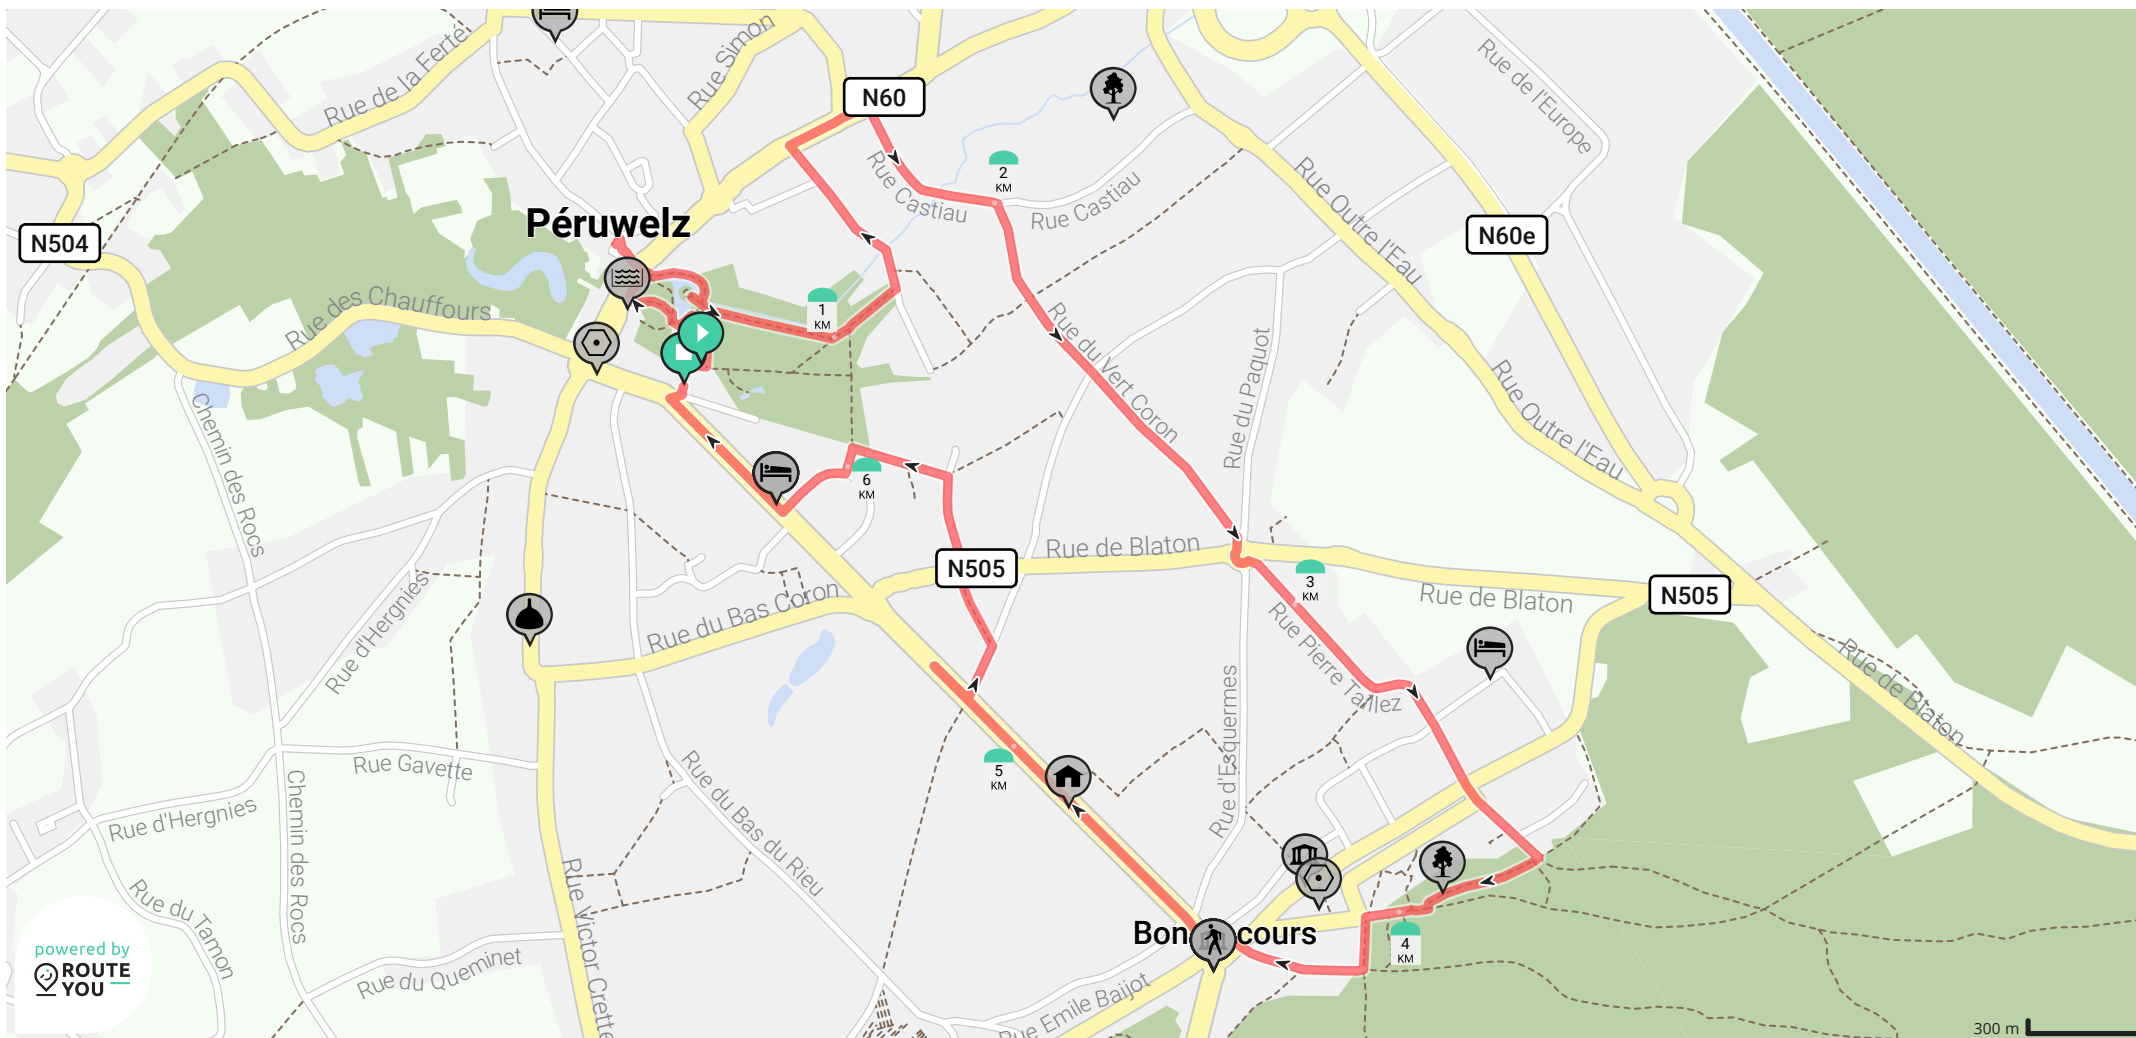 Rue de la Ferté
Rue Simon
N60
Rue de l'Europe
Rue Castiau
2
KM
Rue Castiau
Rue Outre l'Eau
N60e
Péruwelz
N504
Rue des Chauffours
1
KM
Rue du Vert Coron
Rue du Paquot
Rue Outre l'Eau
Chemin des Rocs
6
KM
N505
Rue de Blaton
3
KM
Rue de Blaton
N505
Rue d'Hergnies
Rue du Bas Coron
Rue Pierre Taillez
Rue de Blaton
Rue d'Esquermes
Rue Gavette
5
KM
Rue d'Hergnies
Chemin des Rocs
Rue du Bas du Rieu
Rue du Tamon
Rue Victor Crette
Bon cours
4
KM
powered by
ROUTE
YOU
Rue du Queminet
Rue Emile Baijot
300 m